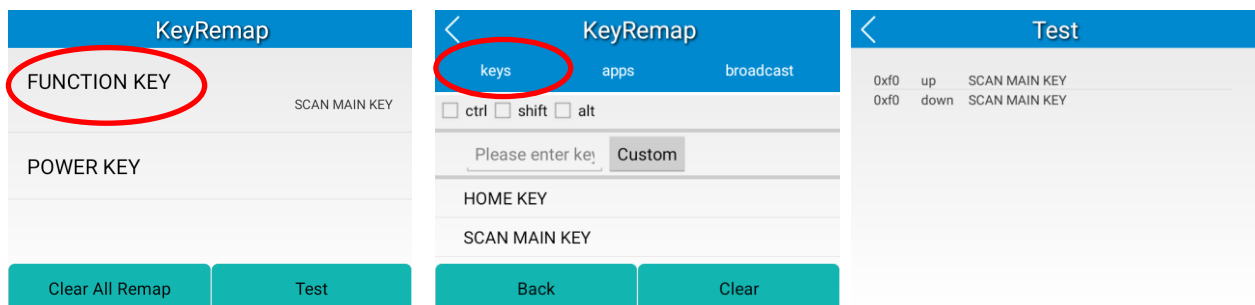 KeyRemap
FUNCTION KEY
SCAN MAIN KEY
POWER KEY
Clear All Remap Test
KeyRemap
keys apps broadcast
ctrl shift alt
Please enter key Custom
HOME KEY
SCAN MAIN KEY
Back Clear
Test
0xf0 up SCAN MAIN KEY
0xf0 down SCAN MAIN KEY